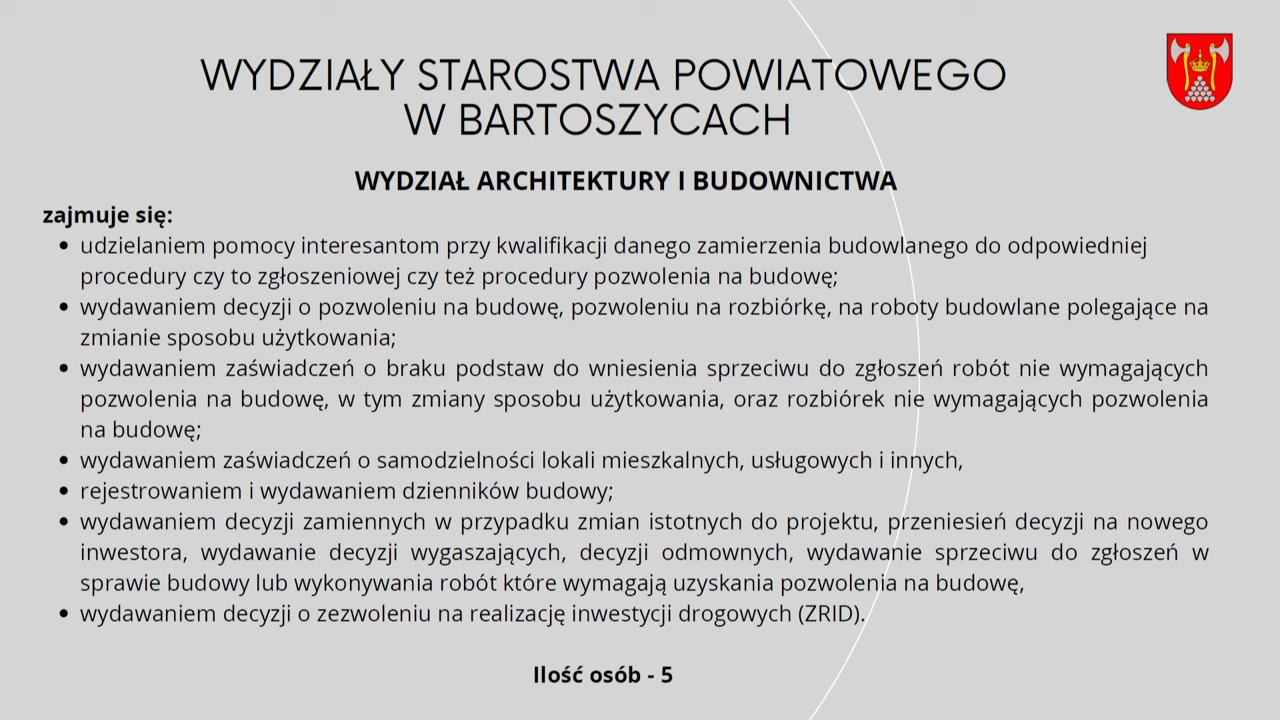 WYDZIAŁY STAROSTWA POWIATOWEGO
W BARTOSZYCACH
WYDZIAŁ ARCHITEKTURY I BUDOWNICTWA
zajmuje się:
• udzielaniem pomocy interesantom przy kwalifikacji danego zamierzenia budowlanego do odpowiedniej
procedury czy to zgłoszeniowej czy też procedury pozwolenia na budowę;
• wydawaniem decyzji o pozwoleniu na budowę, pozwoleniu na rozbiórkę, na roboty budowlane polegające na
zmianie sposobu użytkowania;
• wydawaniem zaświadczeń o braku podstaw do wniesienia sprzeciwu do zgłoszeń robót nie wymagających
pozwolenia na budowę, w tym zmiany sposobu użytkowania, oraz rozbiórek nie wymagających pozwolenia
na budowę;
• wydawaniem zaświadczeń o samodzielności lokali mieszkalnych, usługowych i innych,
• rejestrowaniem i wydawaniem dzienników budowy;
• wydawaniem decyzji zamiennych w przypadku zmian istotnych do projektu, przeniesień decyzji na nowego
inwestora, wydawanie decyzji wygaszających, decyzji odmownych, wydawanie sprzeciwu do zgłoszeń w
sprawie budowy lub wykonywania robót które wymagają uzyskania pozwolenia na budowę,
• wydawaniem decyzji o zezwoleniu na realizację inwestycji drogowych (ZRID).
Ilość osób - 5